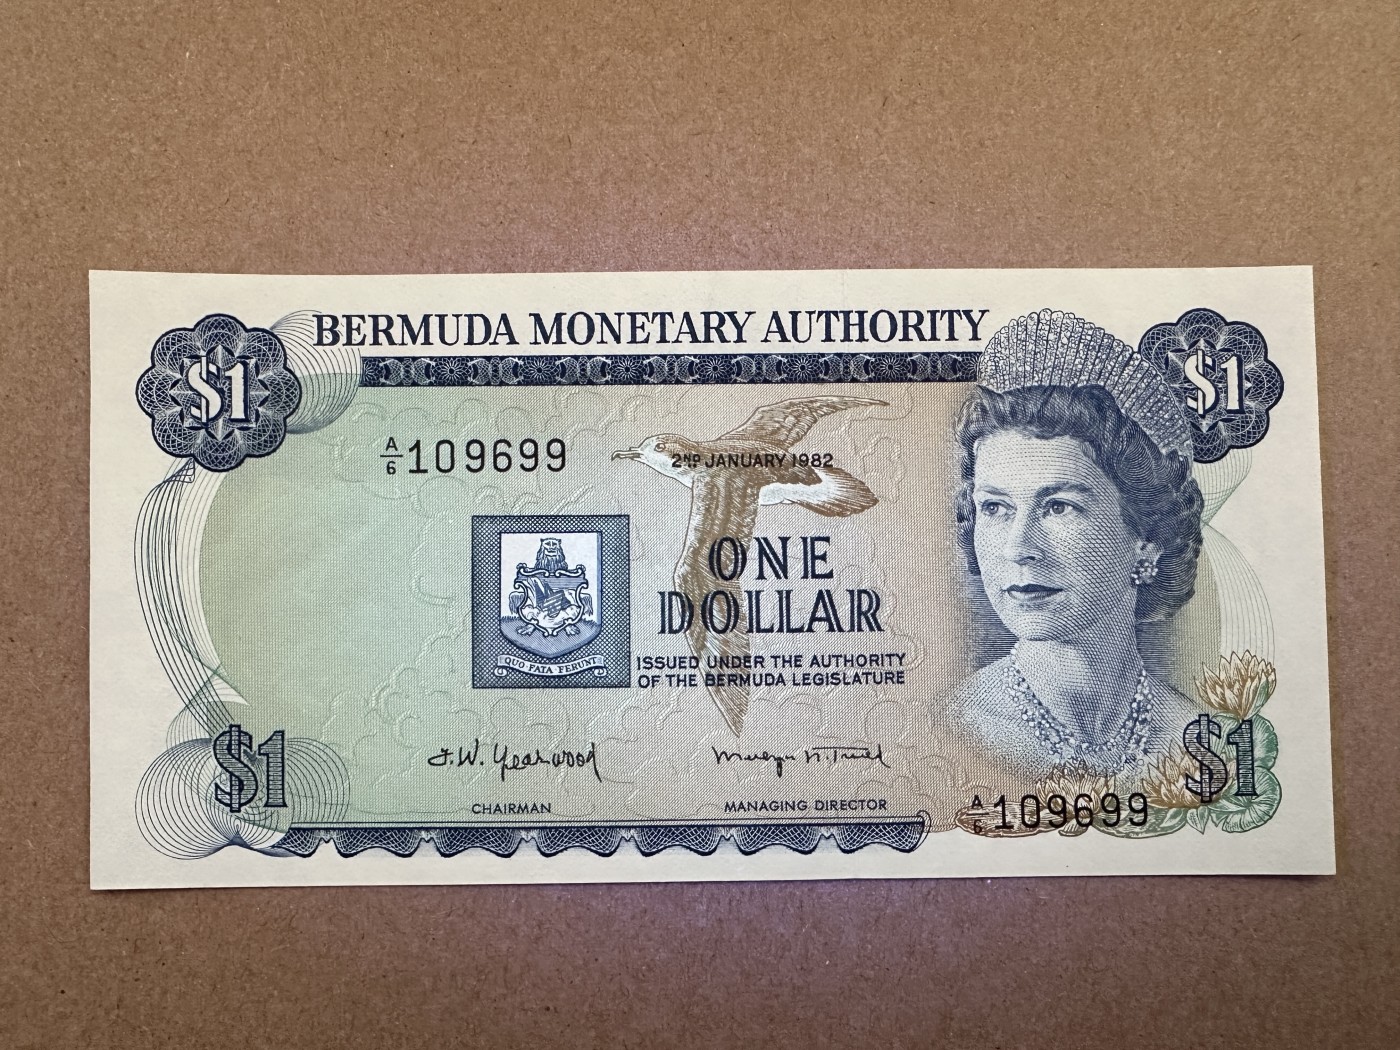 BERMUDA MONETARY AUTHORITY
$1
$1
A/6 109699
2ND JANUARY 1982
ONE
DOLLAR
QUO FATA FERUNT
ISSUED UNDER THE AUTHORITY
OF THE BERMUDA LEGISLATURE
J.W. Yearwood
CHAIRMAN
MANAGING DIRECTOR
$1
$1
A/6 109699